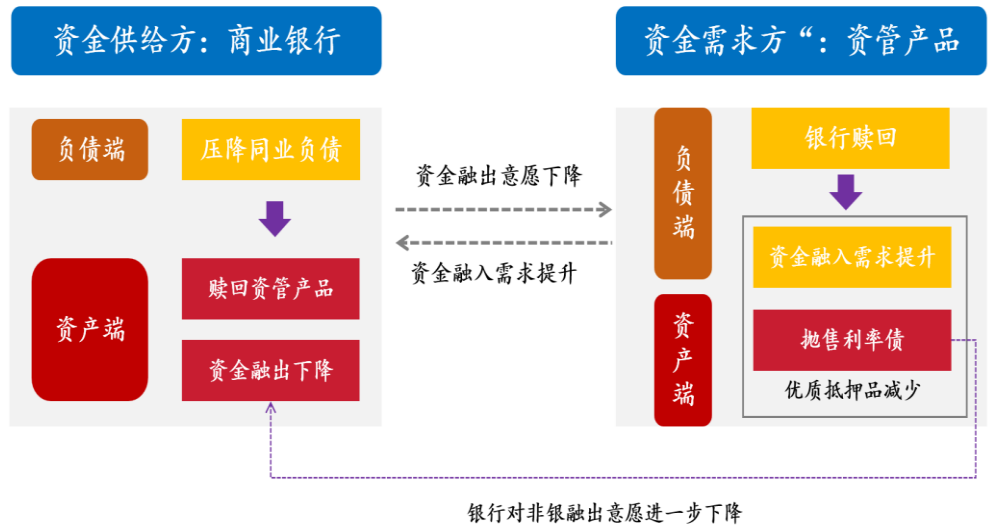 资金供给方：商业银行
资金需求方“：资管产品
负债端
压降同业负债
资产端
赎回资管产品
资金融出下降
资金融出意愿下降
资金融入需求提升
负债端
银行赎回
资金融入需求提升
资产端
抛售利率债
优质抵押品减少
银行对非银融出意愿进一步下降